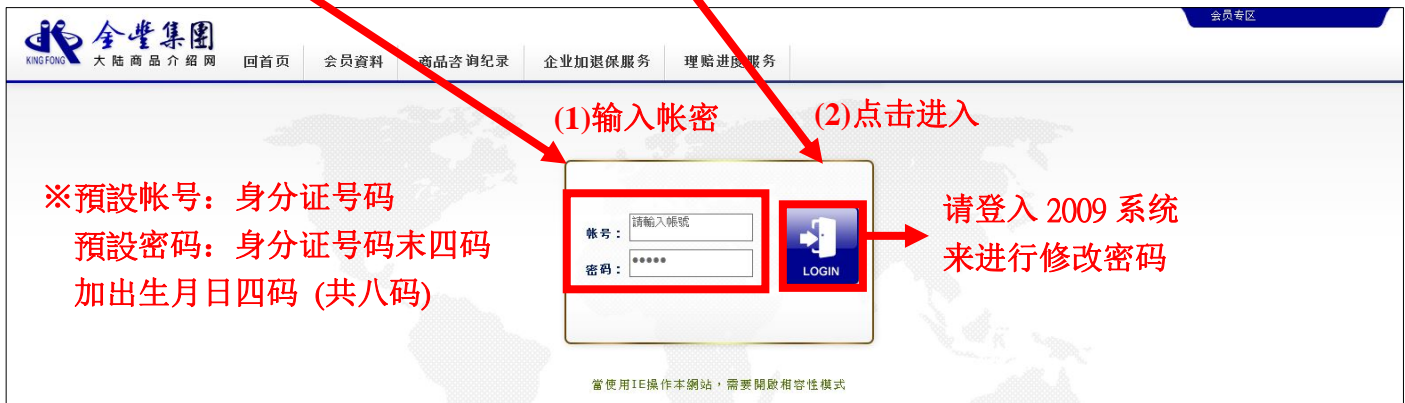 会员专区
金豐集團
KING FONG 大陆商品介绍网
回首页 会员資料 商品咨询纪录 企业加退保服务 理赔进度服务
(1)输入帐密
(2)点击进入
※預設帐号：身分证号码
預設密码：身分证号码末四码
加出生月日四码 (共八码)
帐号：
請輸入帳號
密码：
•••••
LOGIN
请登入 2009 系统
来进行修改密码
當使用IE操作本網站，需要開啟相容性模式